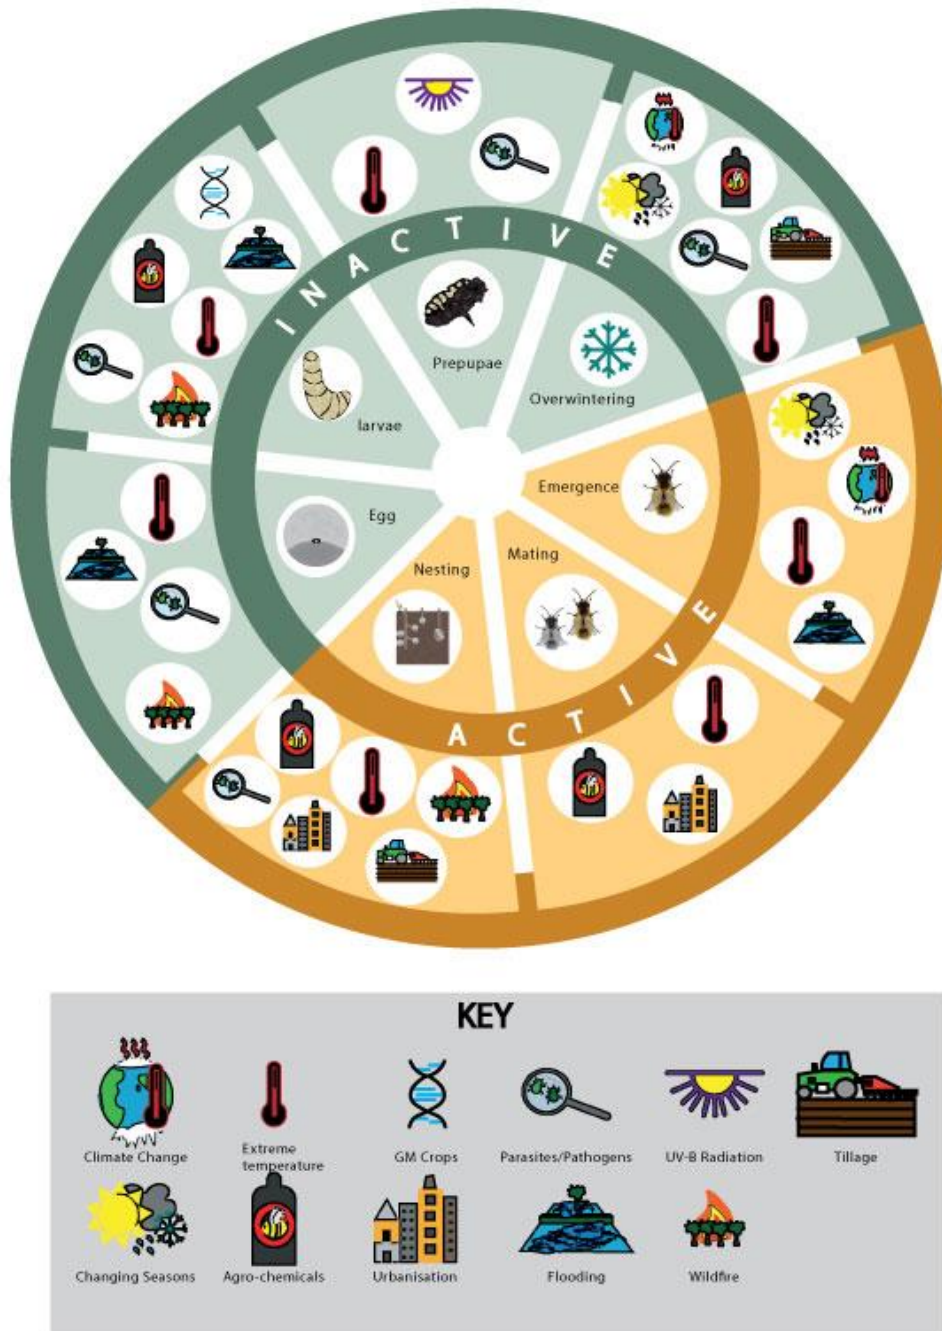 INACTIVE
Prepupae
Overwintering
larvae
Egg
Emergence
Mating
Nesting
ACTIVE
KEY
Climate Change
Extreme
temperature
GM Crops
Parasites/Pathogens
UV-B Radiation
Tillage
Changing Seasons
Agro-chemicals
Urbanisation
Flooding
Wildfire